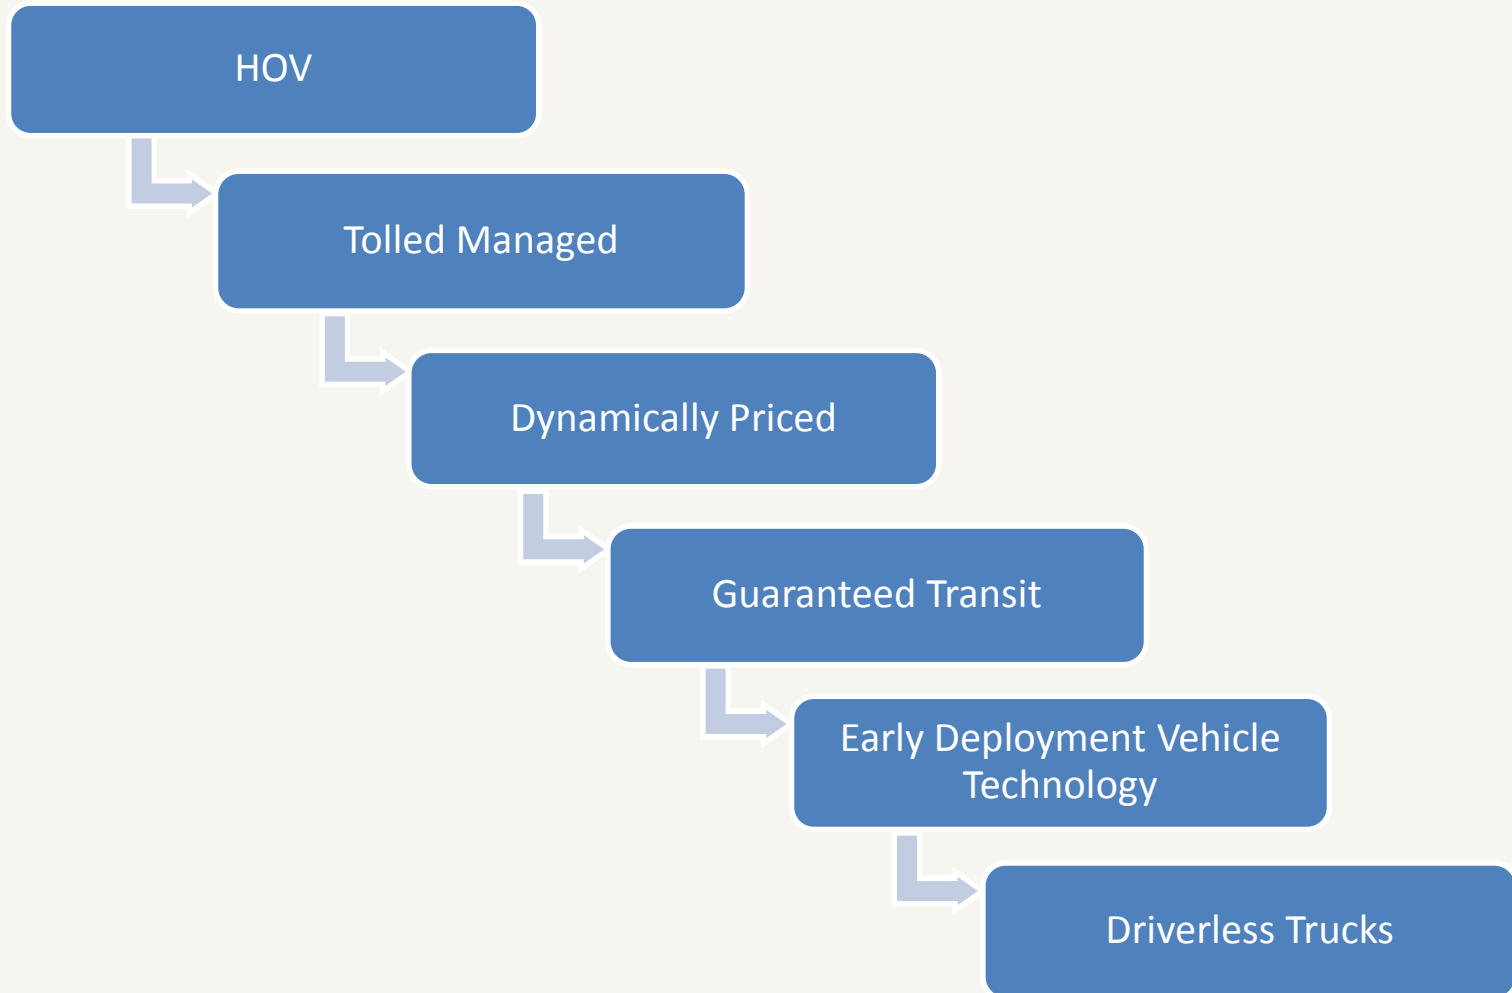 HOV
Tolled Managed
Dynamically Priced
Guaranteed Transit
Early Deployment Vehicle
Technology
Driverless Trucks